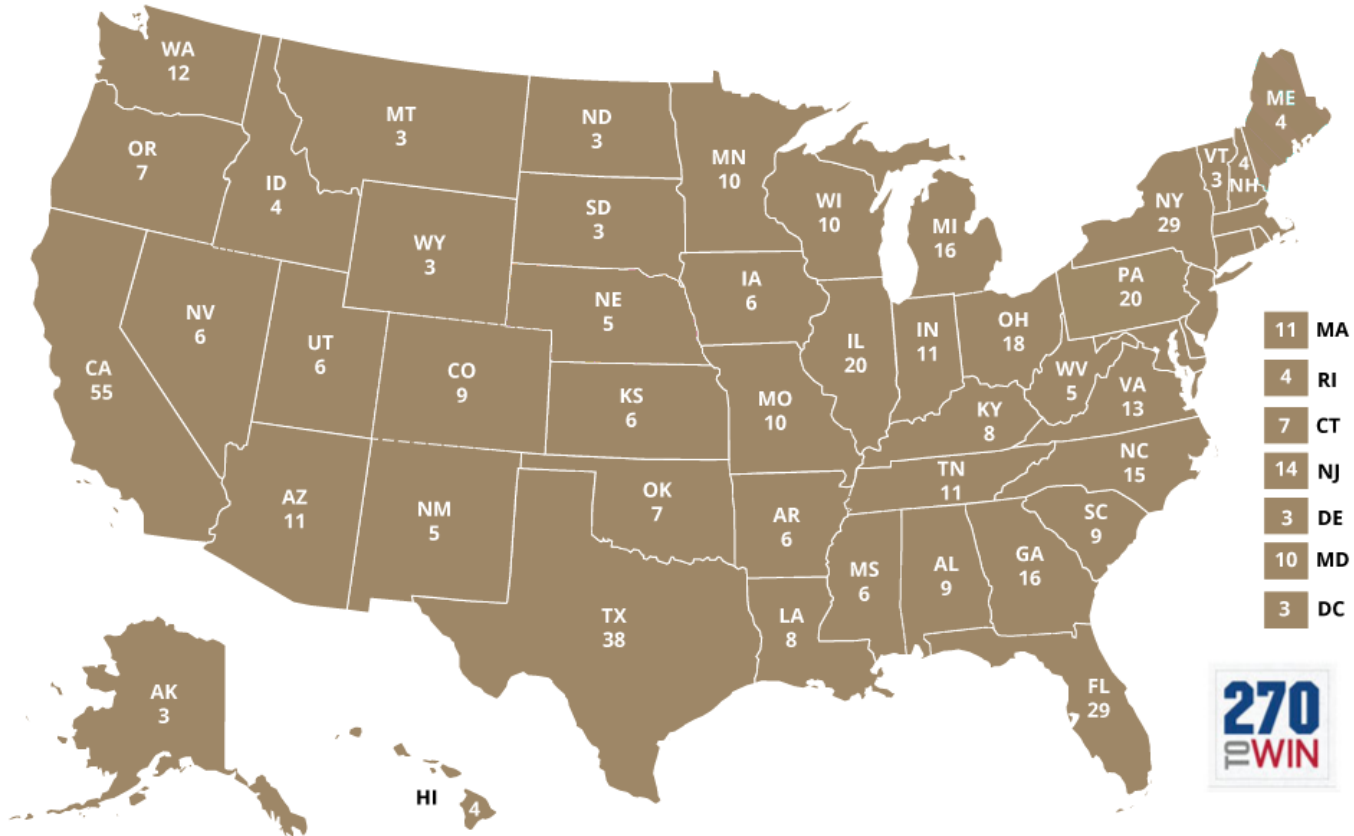 WA
12
OR
7
CA
55
NV
6
ID
4
MT
3
WY
3
UT
6
CO
9
AZ
11
NM
5
ND
3
SD
3
NE
5
KS
6
OK
7
TX
38
MN
10
IA
6
MO
10
AR
6
LA
8
WI
10
IL
20
MI
16
IN
11
OH
18
KY
8
TN
11
MS
6
AL
9
GA
16
FL
29
SC
9
NC
15
VA
13
WV
5
PA
20
NY
29
VT
3
4
NH
ME
4
11 MA
4 RI
7 CT
14 NJ
3 DE
10 MD
3 DC
AK
3
HI
4
270
TO WIN